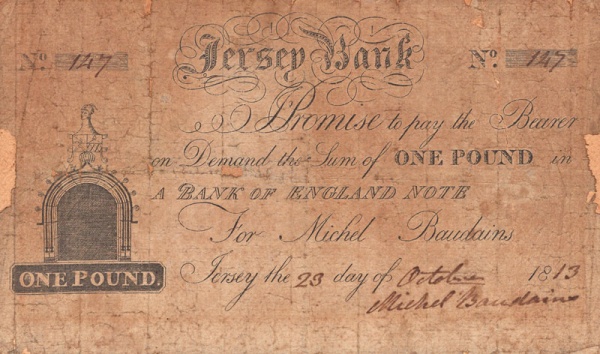 Jersey Bank
No. 147
No. 147
I Promise to pay the Bearer
on Demand the Sum of ONE POUND in
A BANK OF ENGLAND NOTE
For Michel Baudains
Jersey the 23 day of October 1813
Michel Baudains
ONE POUND.